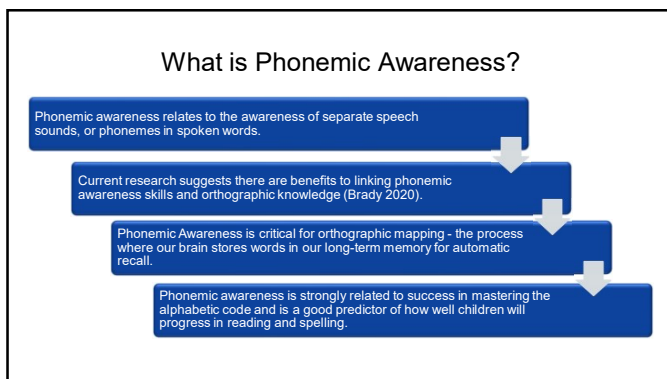 What is Phonemic Awareness?
Phonemic awareness relates to the awareness of separate speech
sounds, or phonemes in spoken words.
Current research suggests there are benefits to linking phonemic
awareness skills and orthographic knowledge (Brady 2020).
Phonemic Awareness is critical for orthographic mapping - the process
where our brain stores words in our long-term memory for automatic
recall.
Phonemic awareness is strongly related to success in mastering the
alphabetic code and is a good predictor of how well children will
progress in reading and spelling.